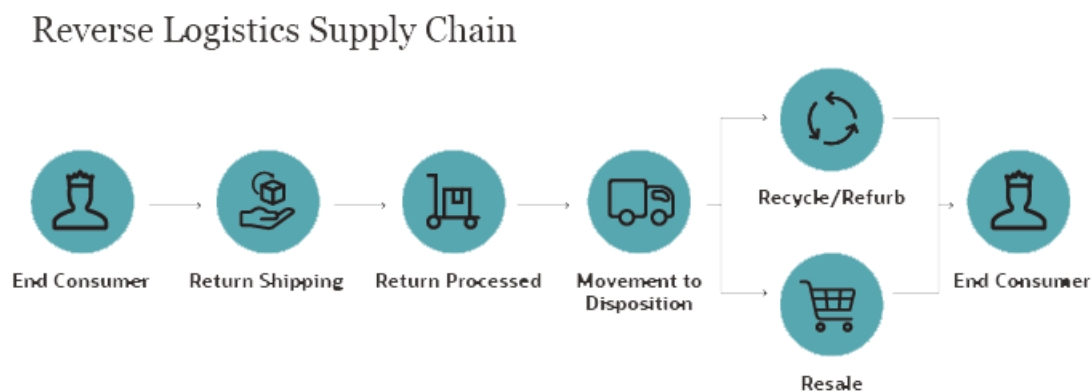 Reverse Logistics Supply Chain
End Consumer
Return Shipping
Return Processed
Movement to
Disposition
Recycle/Refurb
Resale
End Consumer